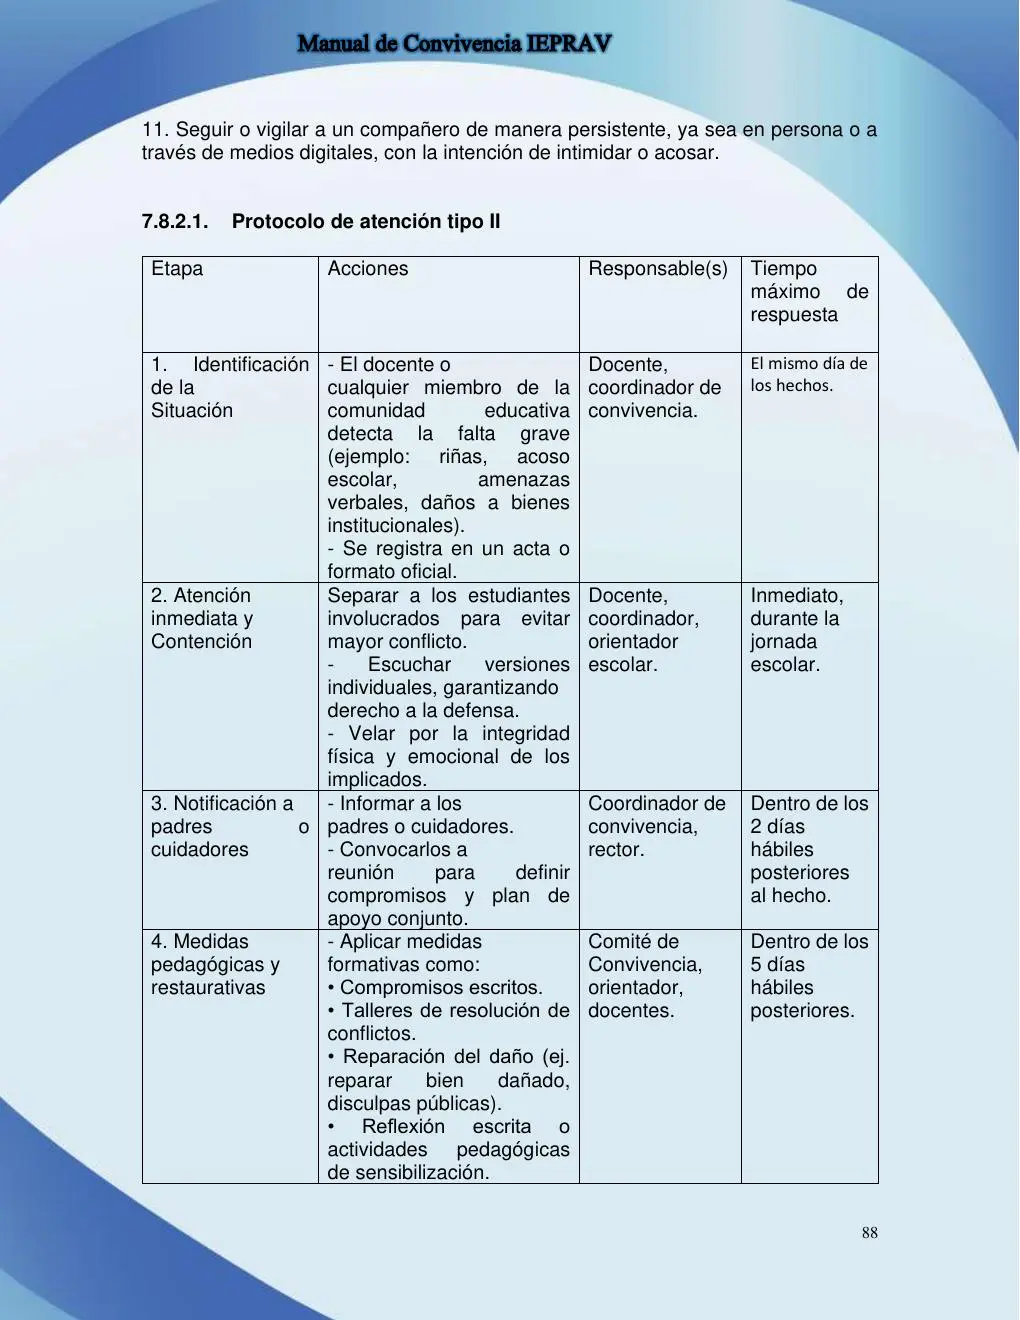 Manual de Convivencia IEPRAV
11. Seguir o vigilar a un compañero de manera persistente, ya sea en persona o a
través de medios digitales, con la intención de intimidar o acosar.
7.8.2.1. Protocolo de atención tipo II
Etapa
Acciones
Responsable(s)
Tiempo
máximo de
respuesta
1. Identificación
de la
Situación
- El docente o
cualquier miembro de la
comunidad educativa
detecta la falta grave
(ejemplo: riñas, acoso
escolar, amenazas
verbales, daños a bienes
institucionales).
- Se registra en un acta o
formato oficial.
Docente,
coordinador de
convivencia.
El mismo día de
los hechos.
2. Atención
inmediata y
Contención
Separar a los estudiantes
involucrados para evitar
mayor conflicto.
- Escuchar versiones
individuales, garantizando
derecho a la defensa.
- Velar por la integridad
física y emocional de los
implicados.
Docente,
coordinador,
orientador
escolar.
Inmediato,
durante la
jornada
escolar.
3. Notificación a
padres o
cuidadores
- Informar a los
padres o cuidadores.
- Convocarlos a
reunión para definir
compromisos y plan de
apoyo conjunto.
Coordinador de
convivencia,
rector.
Dentro de los
2 días
hábiles
posteriores
al hecho.
4. Medidas
pedagógicas y
restaurativas
- Aplicar medidas
formativas como:
• Compromisos escritos.
• Talleres de resolución de
conflictos.
• Reparación del daño (ej.
reparar bien dañado,
disculpas públicas).
• Reflexión escrita o
actividades pedagógicas
de sensibilización.
Comité de
Convivencia,
orientador,
docentes.
Dentro de los
5 días
hábiles
posteriores.
88